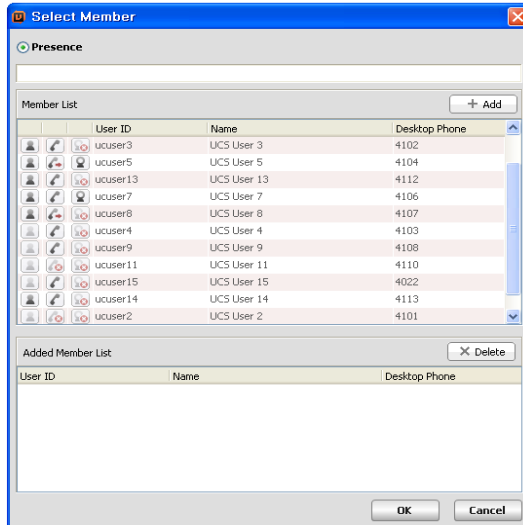 Select Member
Presence
Member List + Add
User ID Name Desktop Phone
ucuser3 UCS User 3 4102
ucuser5 UCS User 5 4104
ucuser13 UCS User 13 4112
ucuser7 UCS User 7 4106
ucuser8 UCS User 8 4107
ucuser4 UCS User 4 4103
ucuser9 UCS User 9 4108
ucuser11 UCS User 11 4110
ucuser15 UCS User 15 4022
ucuser14 UCS User 14 4113
ucuser2 UCS User 2 4101
Added Member List Delete
User ID Name Desktop Phone
OK Cancel